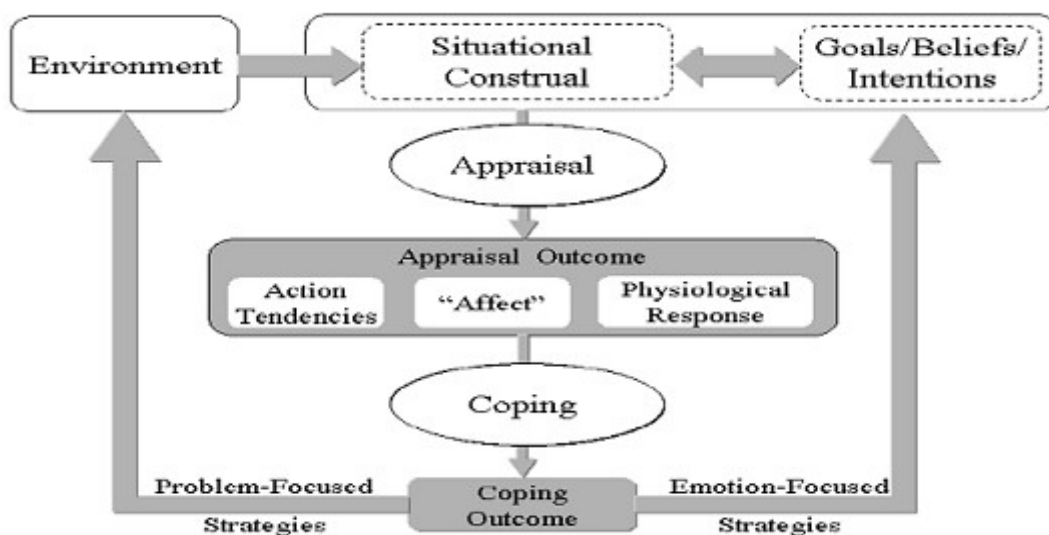 Environment
Situational
Construal
Goals/Beliefs/
Intentions
Appraisal
Appraisal Outcome
Action
Tendencies
“Affect”
Physiological
Response
Coping
Problem-Focused
Strategies
Coping
Outcome
Emotion-Focused
Strategies